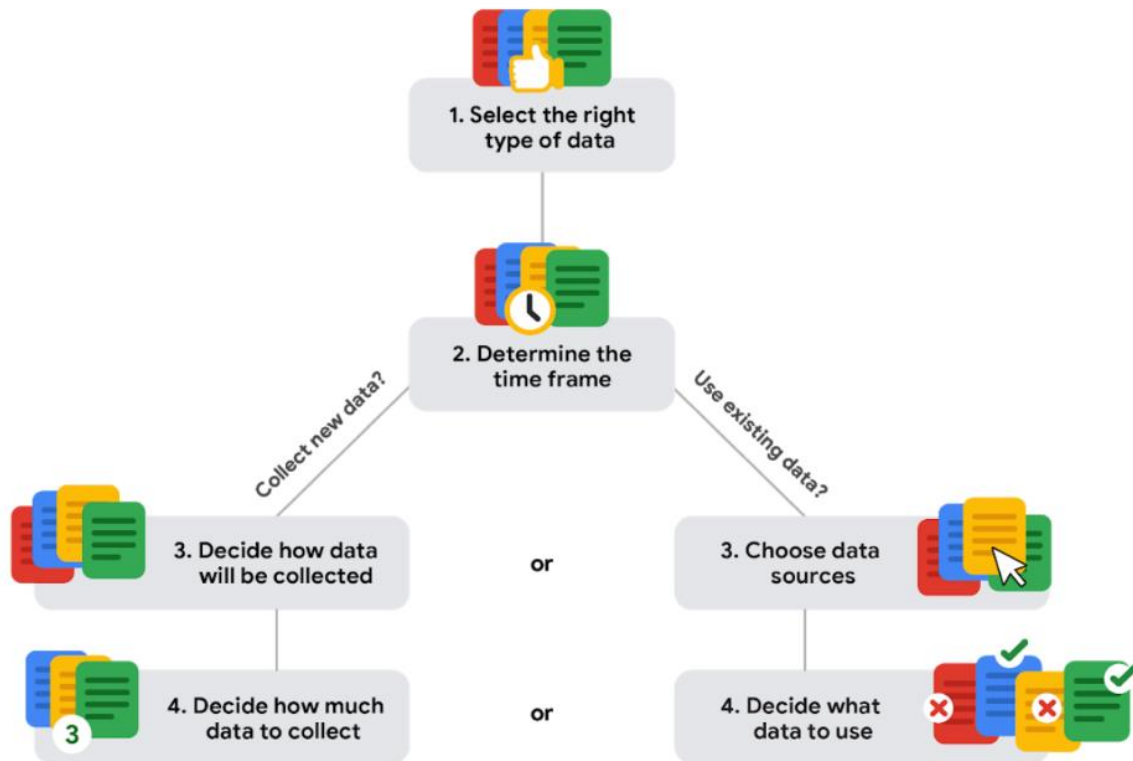 1. Select the right
type of data
2. Determine the
time frame
Collect new data?
Use existing data?
3. Decide how data
will be collected
or
3. Choose data
sources
4. Decide how much
data to collect
3
or
4. Decide what
data to use